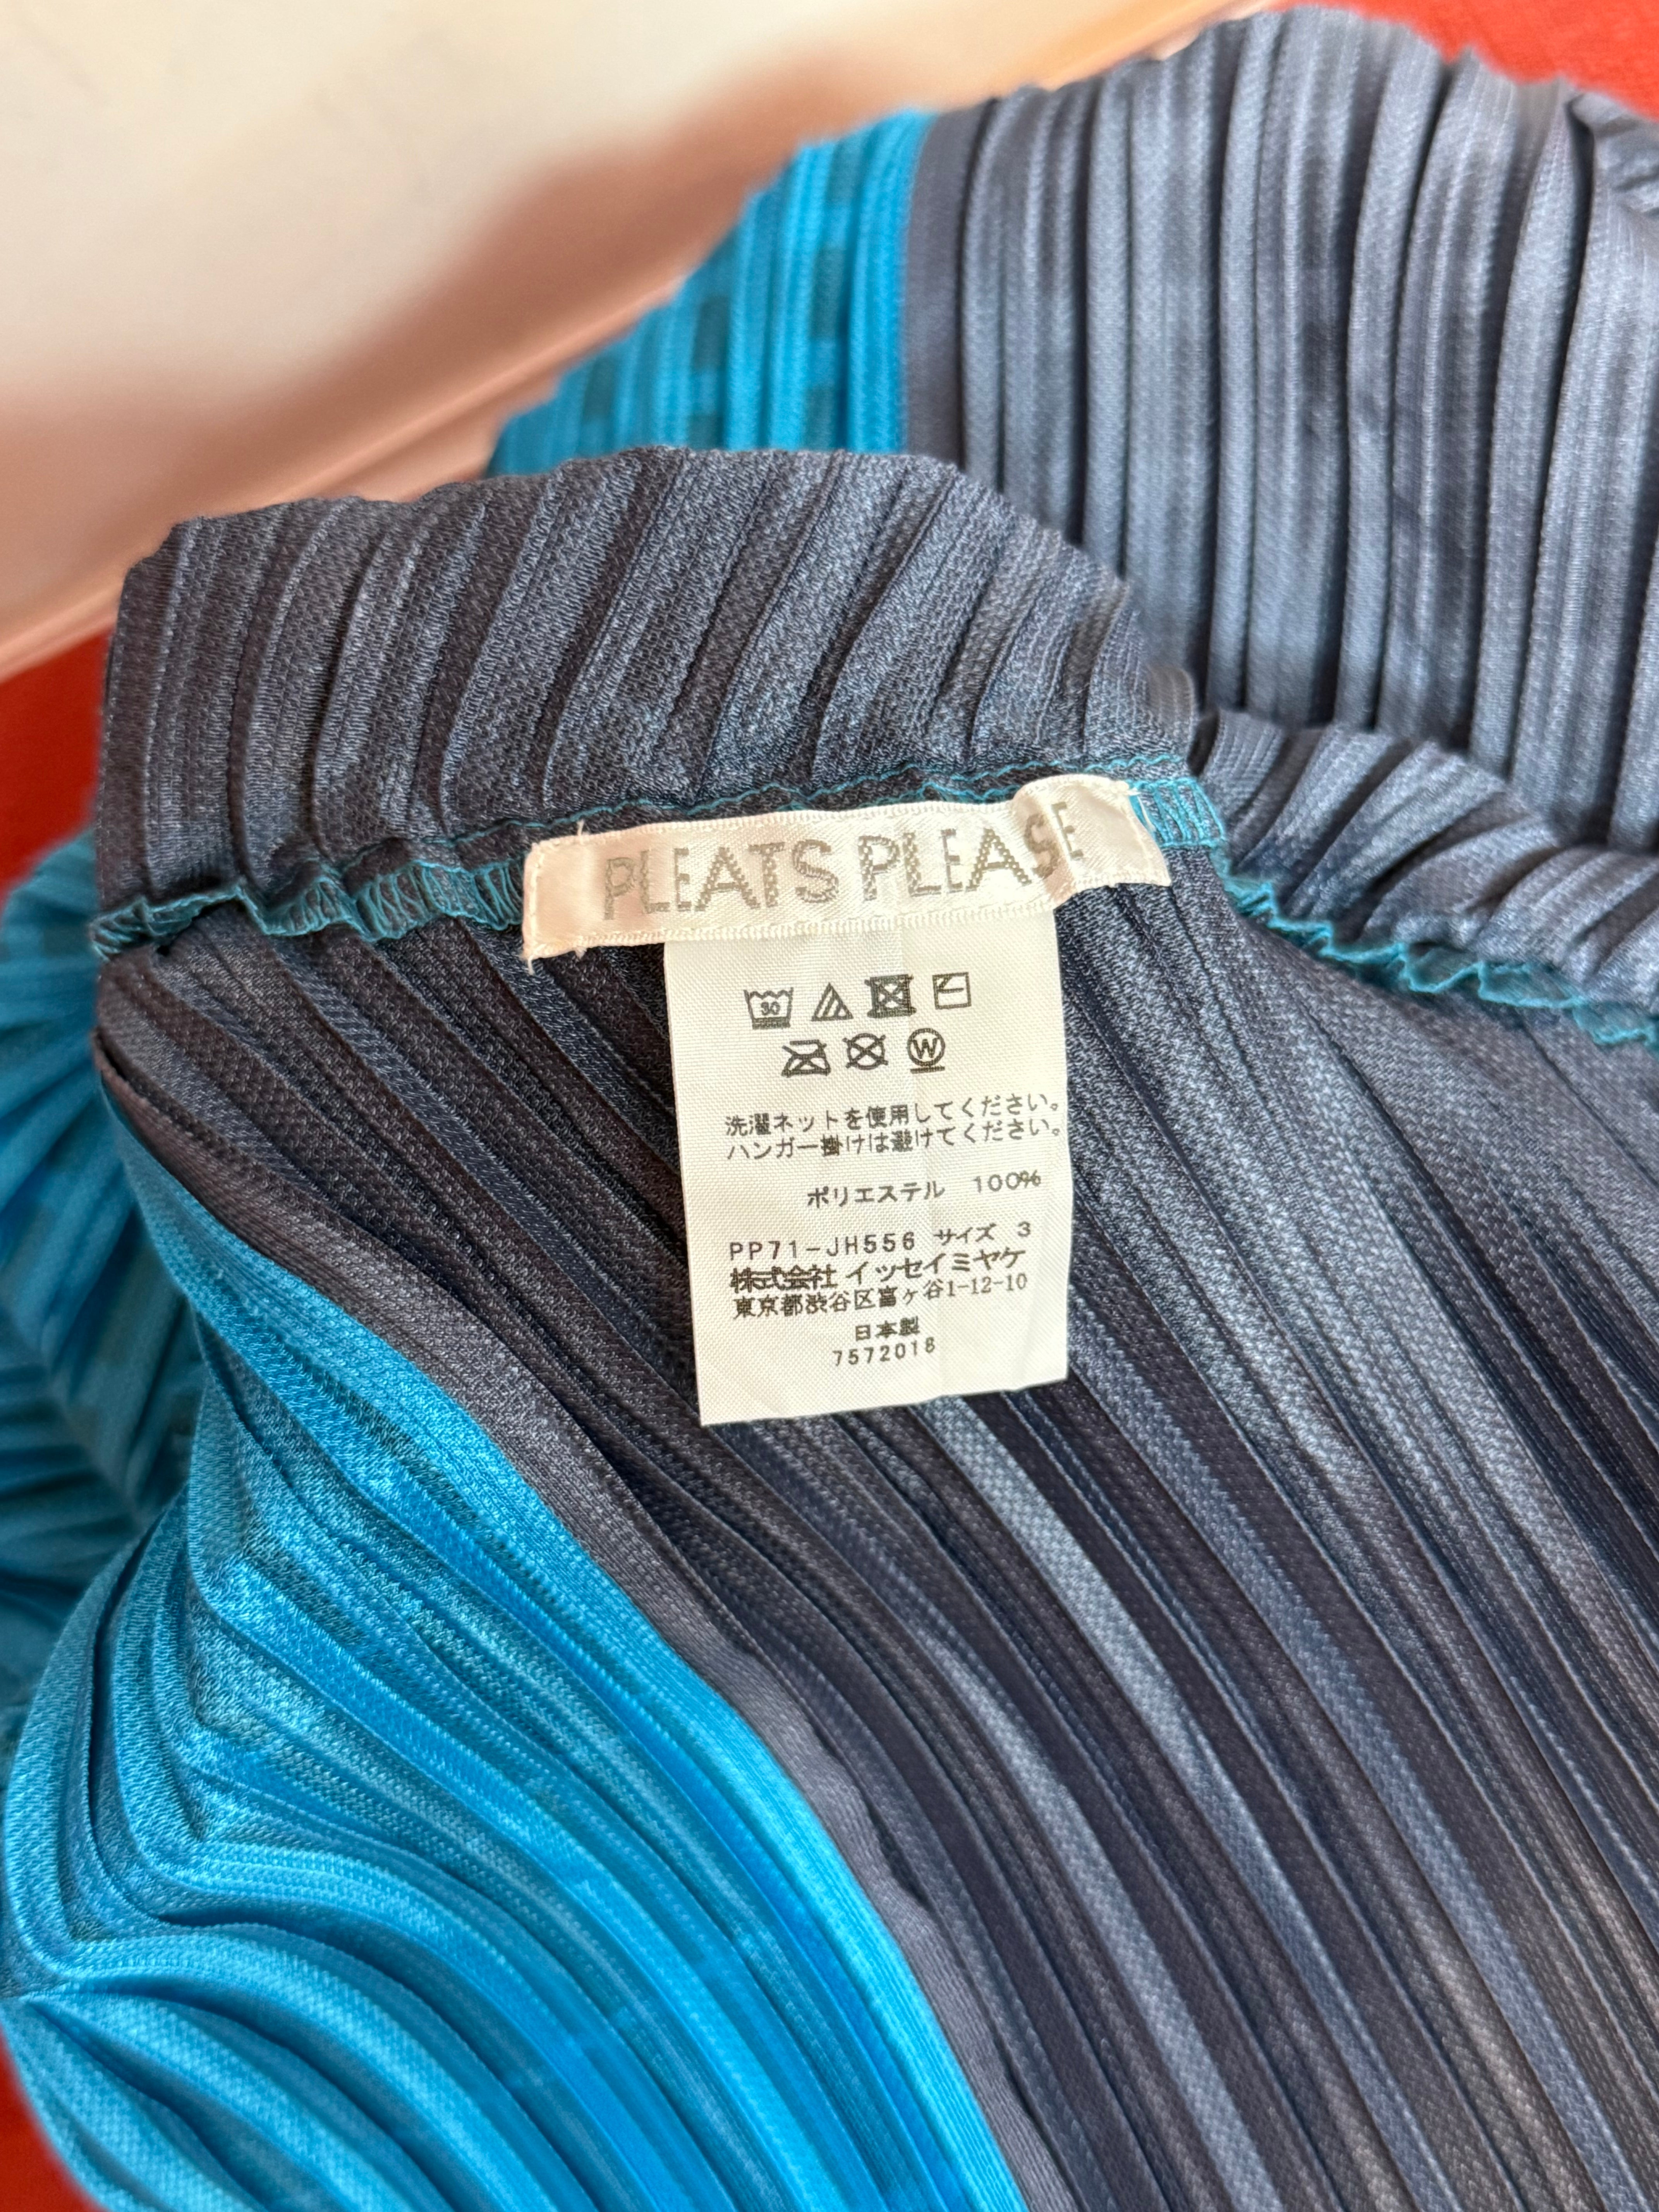 PLEATS PLEASE
30
W
洗濯ネットを使用してください。
ハンガー掛けは避けてください。
ポリエステル 100%
PP71-JH556 サイズ 3
株式会社 イッセイミヤケ
東京都渋谷区富ヶ谷1-12-10
日本製
7572018